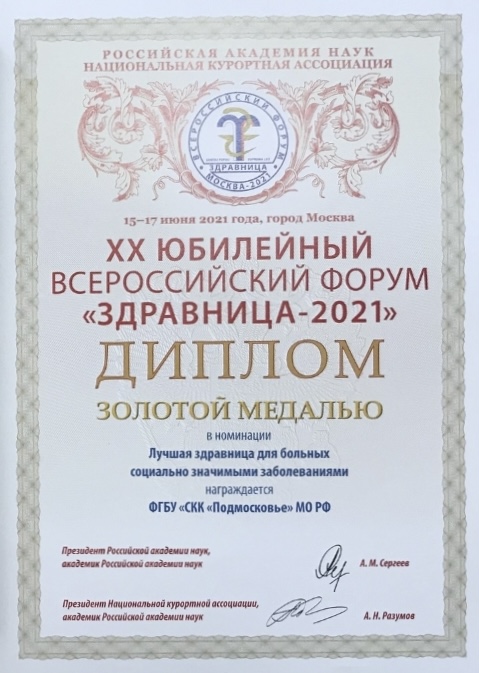 РОССИЙСКАЯ АКАДЕМИЯ НАУК
НАЦИОНАЛЬНАЯ КУРОРТНАЯ АССОЦИАЦИЯ
ВСЕРОССИЙСКИЙ ФОРУМ
ЗДРАВНИЦА
МОСКВА-2021
15–17 июня 2021 года, город Москва
XX ЮБИЛЕЙНЫЙ
ВСЕРОССИЙСКИЙ ФОРУМ
«ЗДРАВНИЦА-2021»
ДИПЛОМ
ЗОЛОТОЙ МЕДАЛЬЮ
в номинации
Лучшая здравница для больных
социально значимыми заболеваниями
награждается
ФГБУ «СКК «Подмосковье» МО РФ
Президент Российской академии наук,
академик Российской академии наук
А. М. Сергеев
Президент Национальной курортной ассоциации,
академик Российской академии наук
А. Н. Разумов